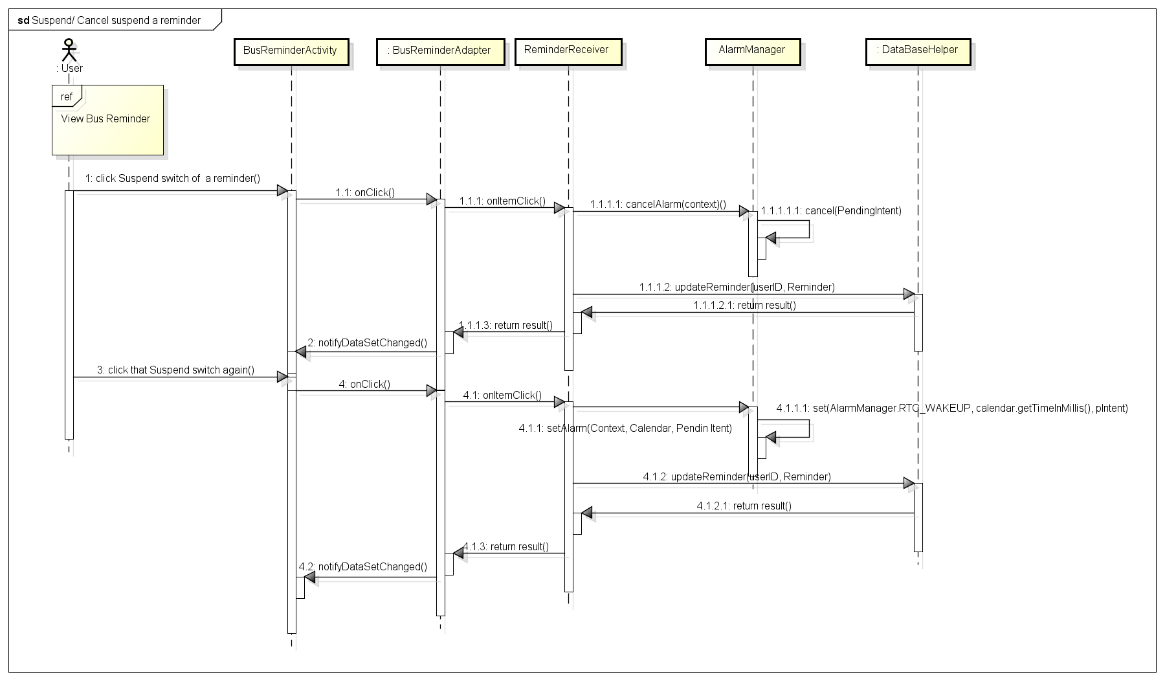 sd Suspend/ Cancel suspend a reminder
: User
BusReminderActivity
: BusReminderAdapter
ReminderReceiver
AlarmManager
: DataBaseHelper
ref
View Bus Reminder
1: click Suspend switch of a reminder()
1.1: onClick()
1.1.1: onItemClick()
1.1.1.1: cancelAlarm(context)()
1.1.1.1.1: cancel(PendingIntent)
1.1.1.2: updateReminder(userID, Reminder)
1.1.1.2.1: return result()
1.1.1.3: return result()
2: notifyDataSetChanged()
3: click that Suspend switch again()
4: onClick()
4.1: onItemClick()
4.1.1.1: set(AlarmManager.RTC_WAKEUP, calendar.getTimeInMillis(), pIntent)
4.1.1: setAlarm(Context, Calendar, Pendin Itent)
4.1.2: updateReminder(userID, Reminder)
4.1.2.1: return result()
4.1.3: return result()
4.2: notifyDataSetChanged()